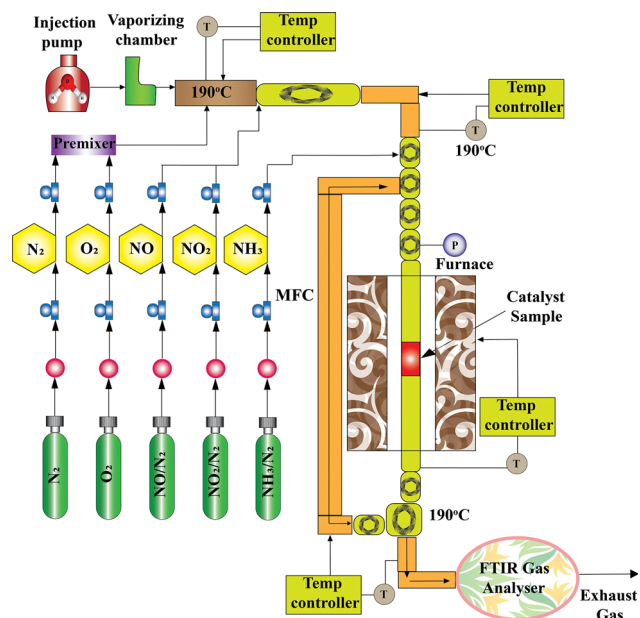 Injection
pump
Vaporizing
chamber
T
Temp
controller
190°C
Temp
controller
T
190°C
Premixer
N₂
O₂
NO
NO₂
NH₃
P
Furnace
MFC
Catalyst
Sample
Temp
controller
T
N₂
O₂
NO/N₂
NO₂/N₂
NH₃/N₂
190°C
Temp
controller
T
FTIR Gas
Analyser
Exhaust
Gas